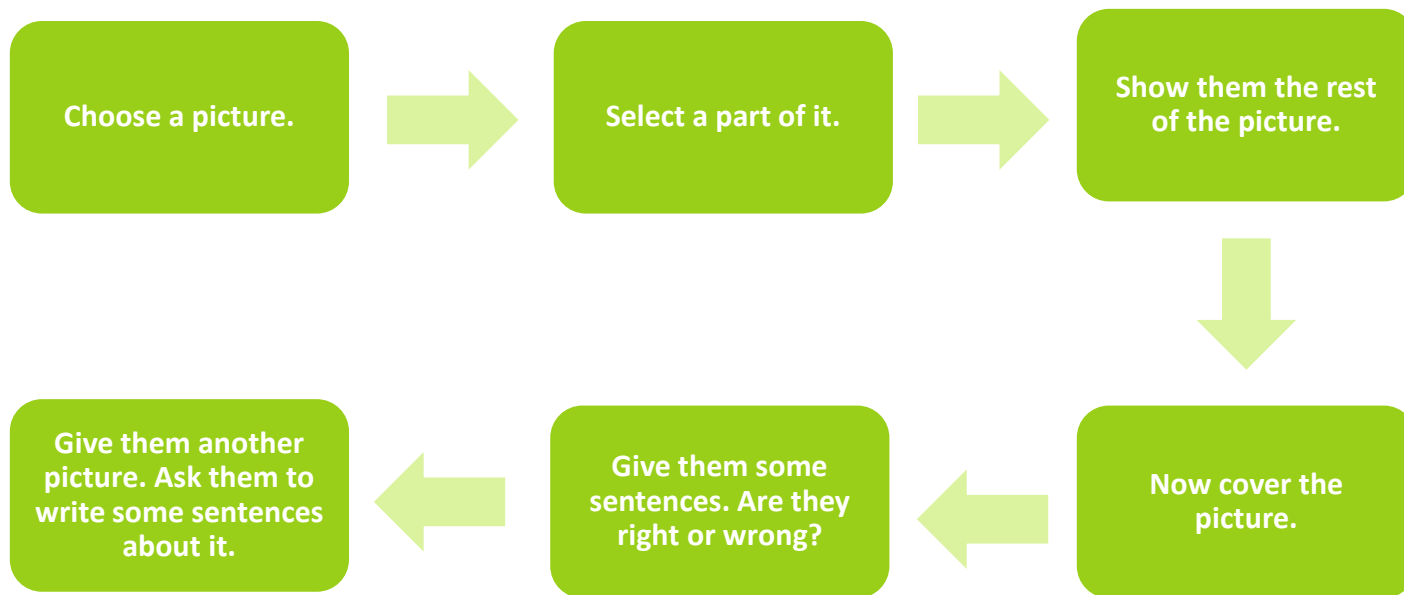 Choose a picture.
Select a part of it.
Show them the rest
of the picture.
Now cover the
picture.
Give them some
sentences. Are they
right or wrong?
Give them another
picture. Ask them to
write some sentences
about it.